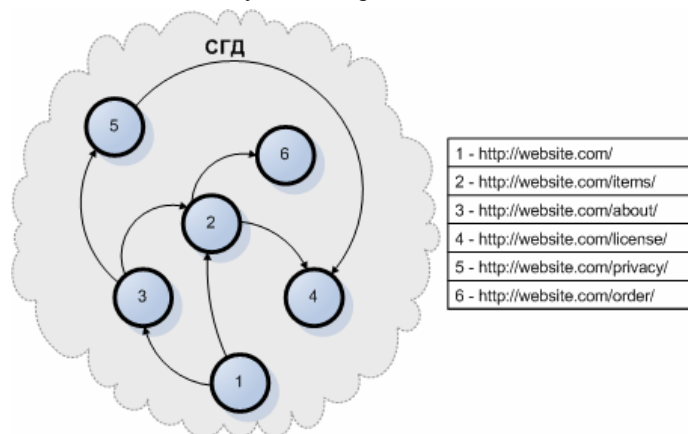 СГД
5
6
2
3
4
1
1 - http://website.com/
2 - http://website.com/items/
3 - http://website.com/about/
4 - http://website.com/license/
5 - http://website.com/privacy/
6 - http://website.com/order/